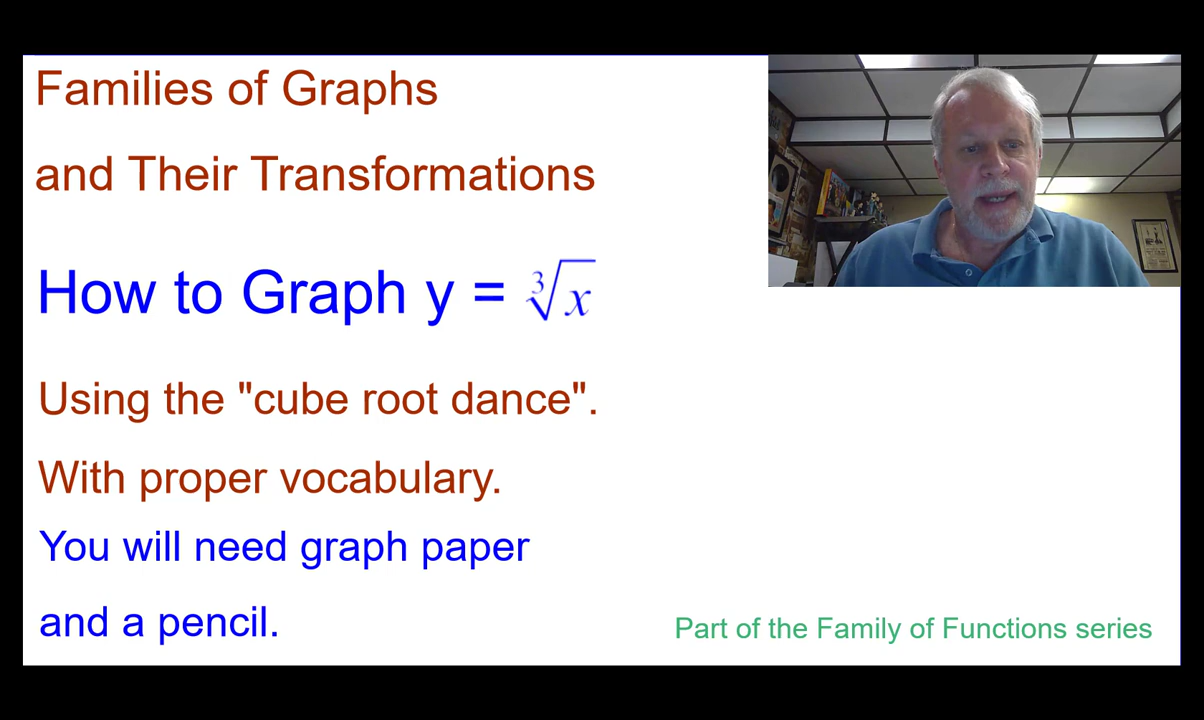 Families of Graphs
and Their Transformations
How to Graph y = ∛x
Using the "cube root dance".
With proper vocabulary.
You will need graph paper
and a pencil.
Part of the Family of Functions series